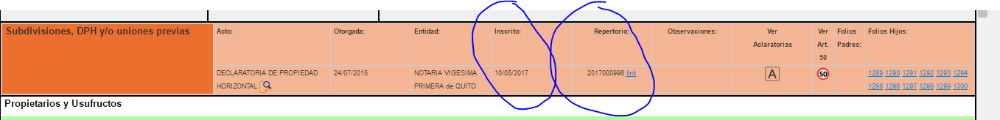 Subdivisiones, DPH y/o uniones previas
Acto:
Otorgada:
Entidad:
Inscrito:
Repertorio:
Observaciones:
Ver
Aclaratorias
Ver
Art.
50
Folios
Padres:
Folios Hijos:
DECLARATORIA DE PROPIEDAD
HORIZONTAL
24/07/2015
NOTARIA VIGESIMA
PRIMERA de QUITO
10/05/2017
2017000996 link
A
50
1289 1290 1291 1292 1293 1294
1295 1296 1297 1298 1299 1300
Propietarios y Usufructos